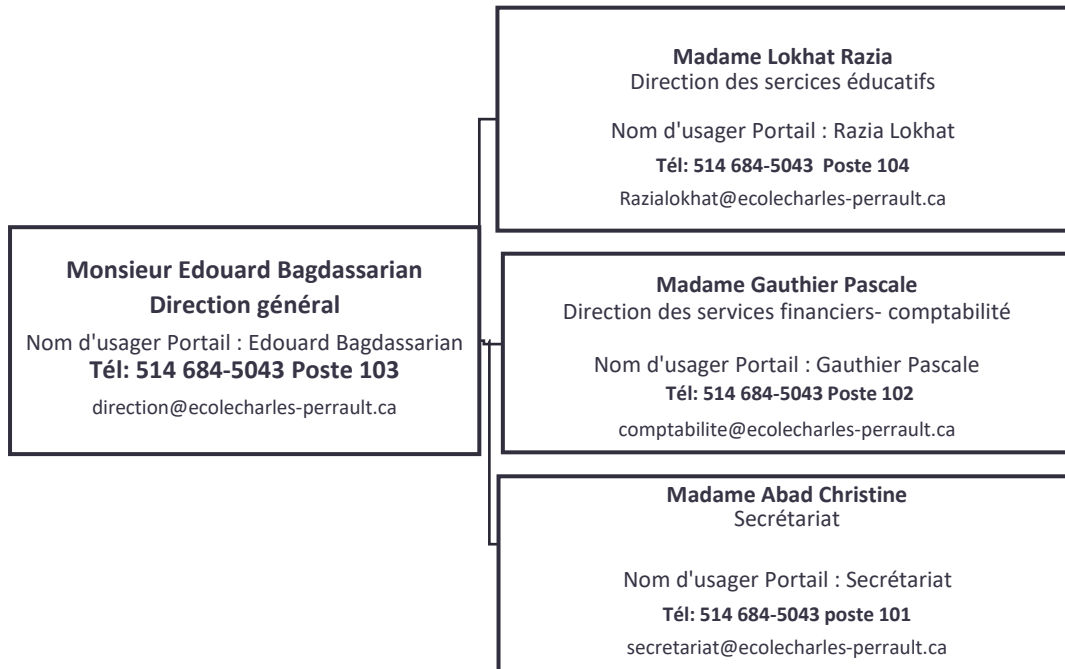 Madame Lokhat Razia
Direction des sercices éducatifs
Nom d'usager Portail : Razia Lokhat
Tél: 514 684-5043 Poste 104
Razialokhat@ecolecharles-perrault.ca
Monsieur Edouard Bagdassarian
Direction général
Nom d'usager Portail : Edouard Bagdassarian
Tél: 514 684-5043 Poste 103
direction@ecolecharles-perrault.ca
Madame Gauthier Pascale
Direction des services financiers- comptabilité
Nom d'usager Portail : Gauthier Pascale
Tél: 514 684-5043 Poste 102
comptabilite@ecolecharles-perrault.ca
Madame Abad Christine
Secrétariat
Nom d'usager Portail : Secrétariat
Tél: 514 684-5043 poste 101
secretariat@ecolecharles-perrault.ca